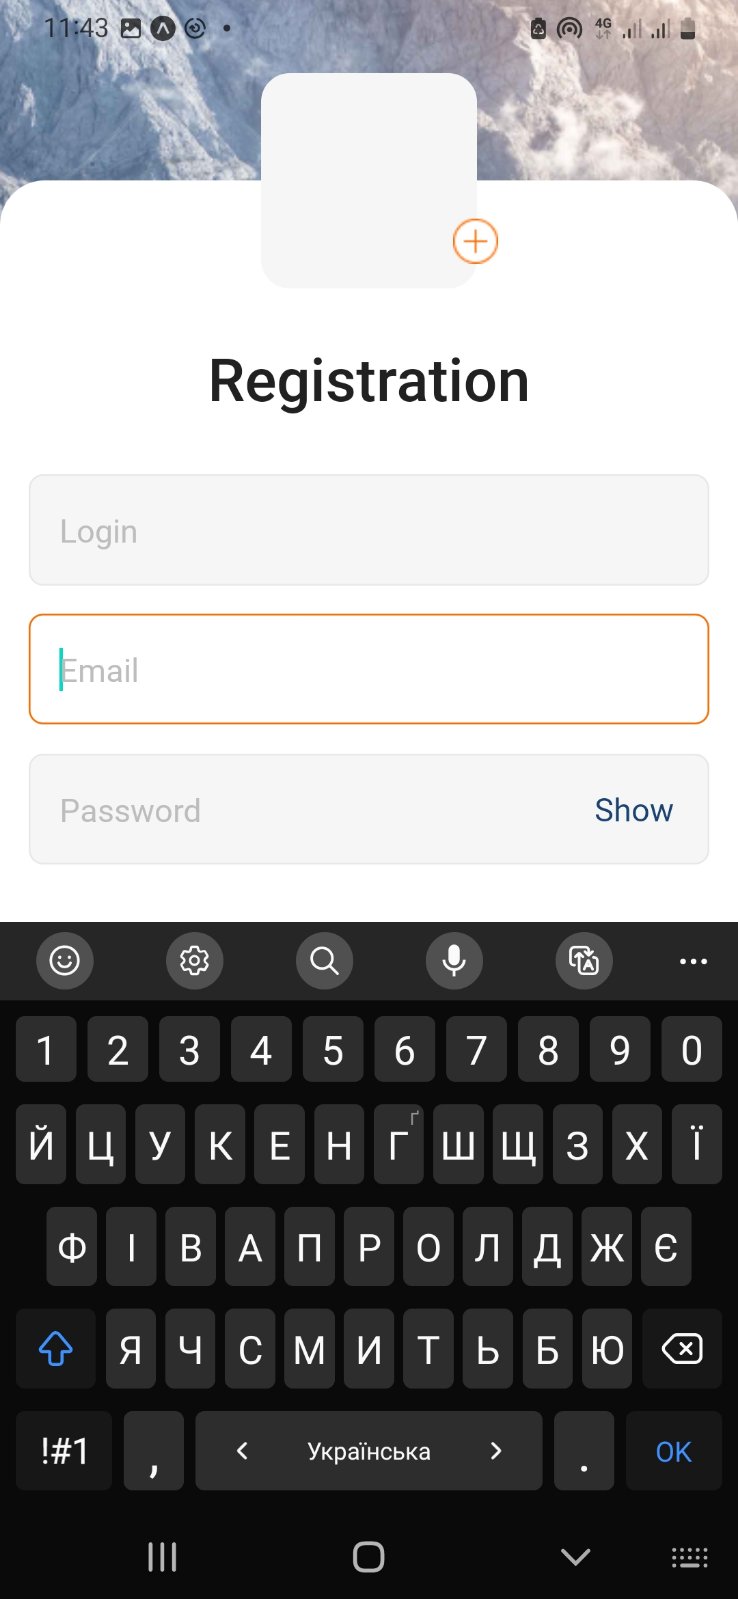 11:43 4G
Registration
Login
Email
Password Show
1 2 3 4 5 6 7 8 9 0
Й Ц У К Е Н Г ґ Ш Щ З Х Ї
Ф І В А П Р О Л Д Ж Є
Я Ч С М И Т Ь Б Ю
!#1 , < Українська > . OK